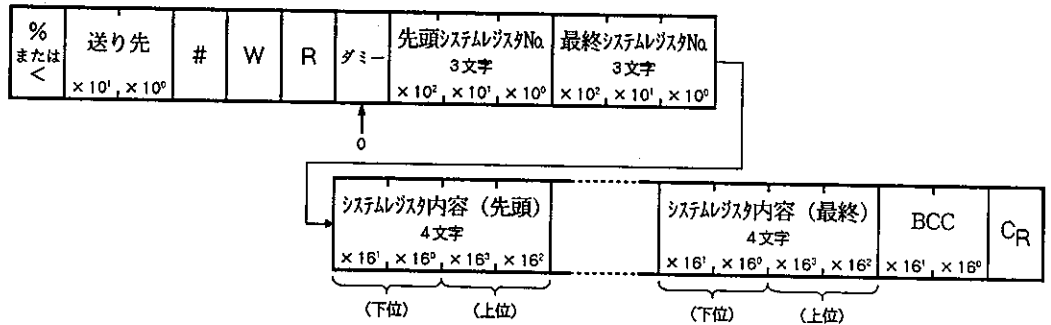 %
または
<
送り先
×10¹ ×10⁰
#
W
R
ダミー
先頭システムレジスタNo.
3文字
×10² ×10¹ ×10⁰
最終システムレジスタNo.
3文字
×10² ×10¹ ×10⁰
0
システムレジスタ内容(先頭)
4文字
×16¹ ×16⁰ ×16³ ×16²
(下位) (上位)
システムレジスタ内容(最終)
4文字
×16¹ ×16⁰ ×16³ ×16²
(下位) (上位)
BCC
×16¹ ×16⁰
CR